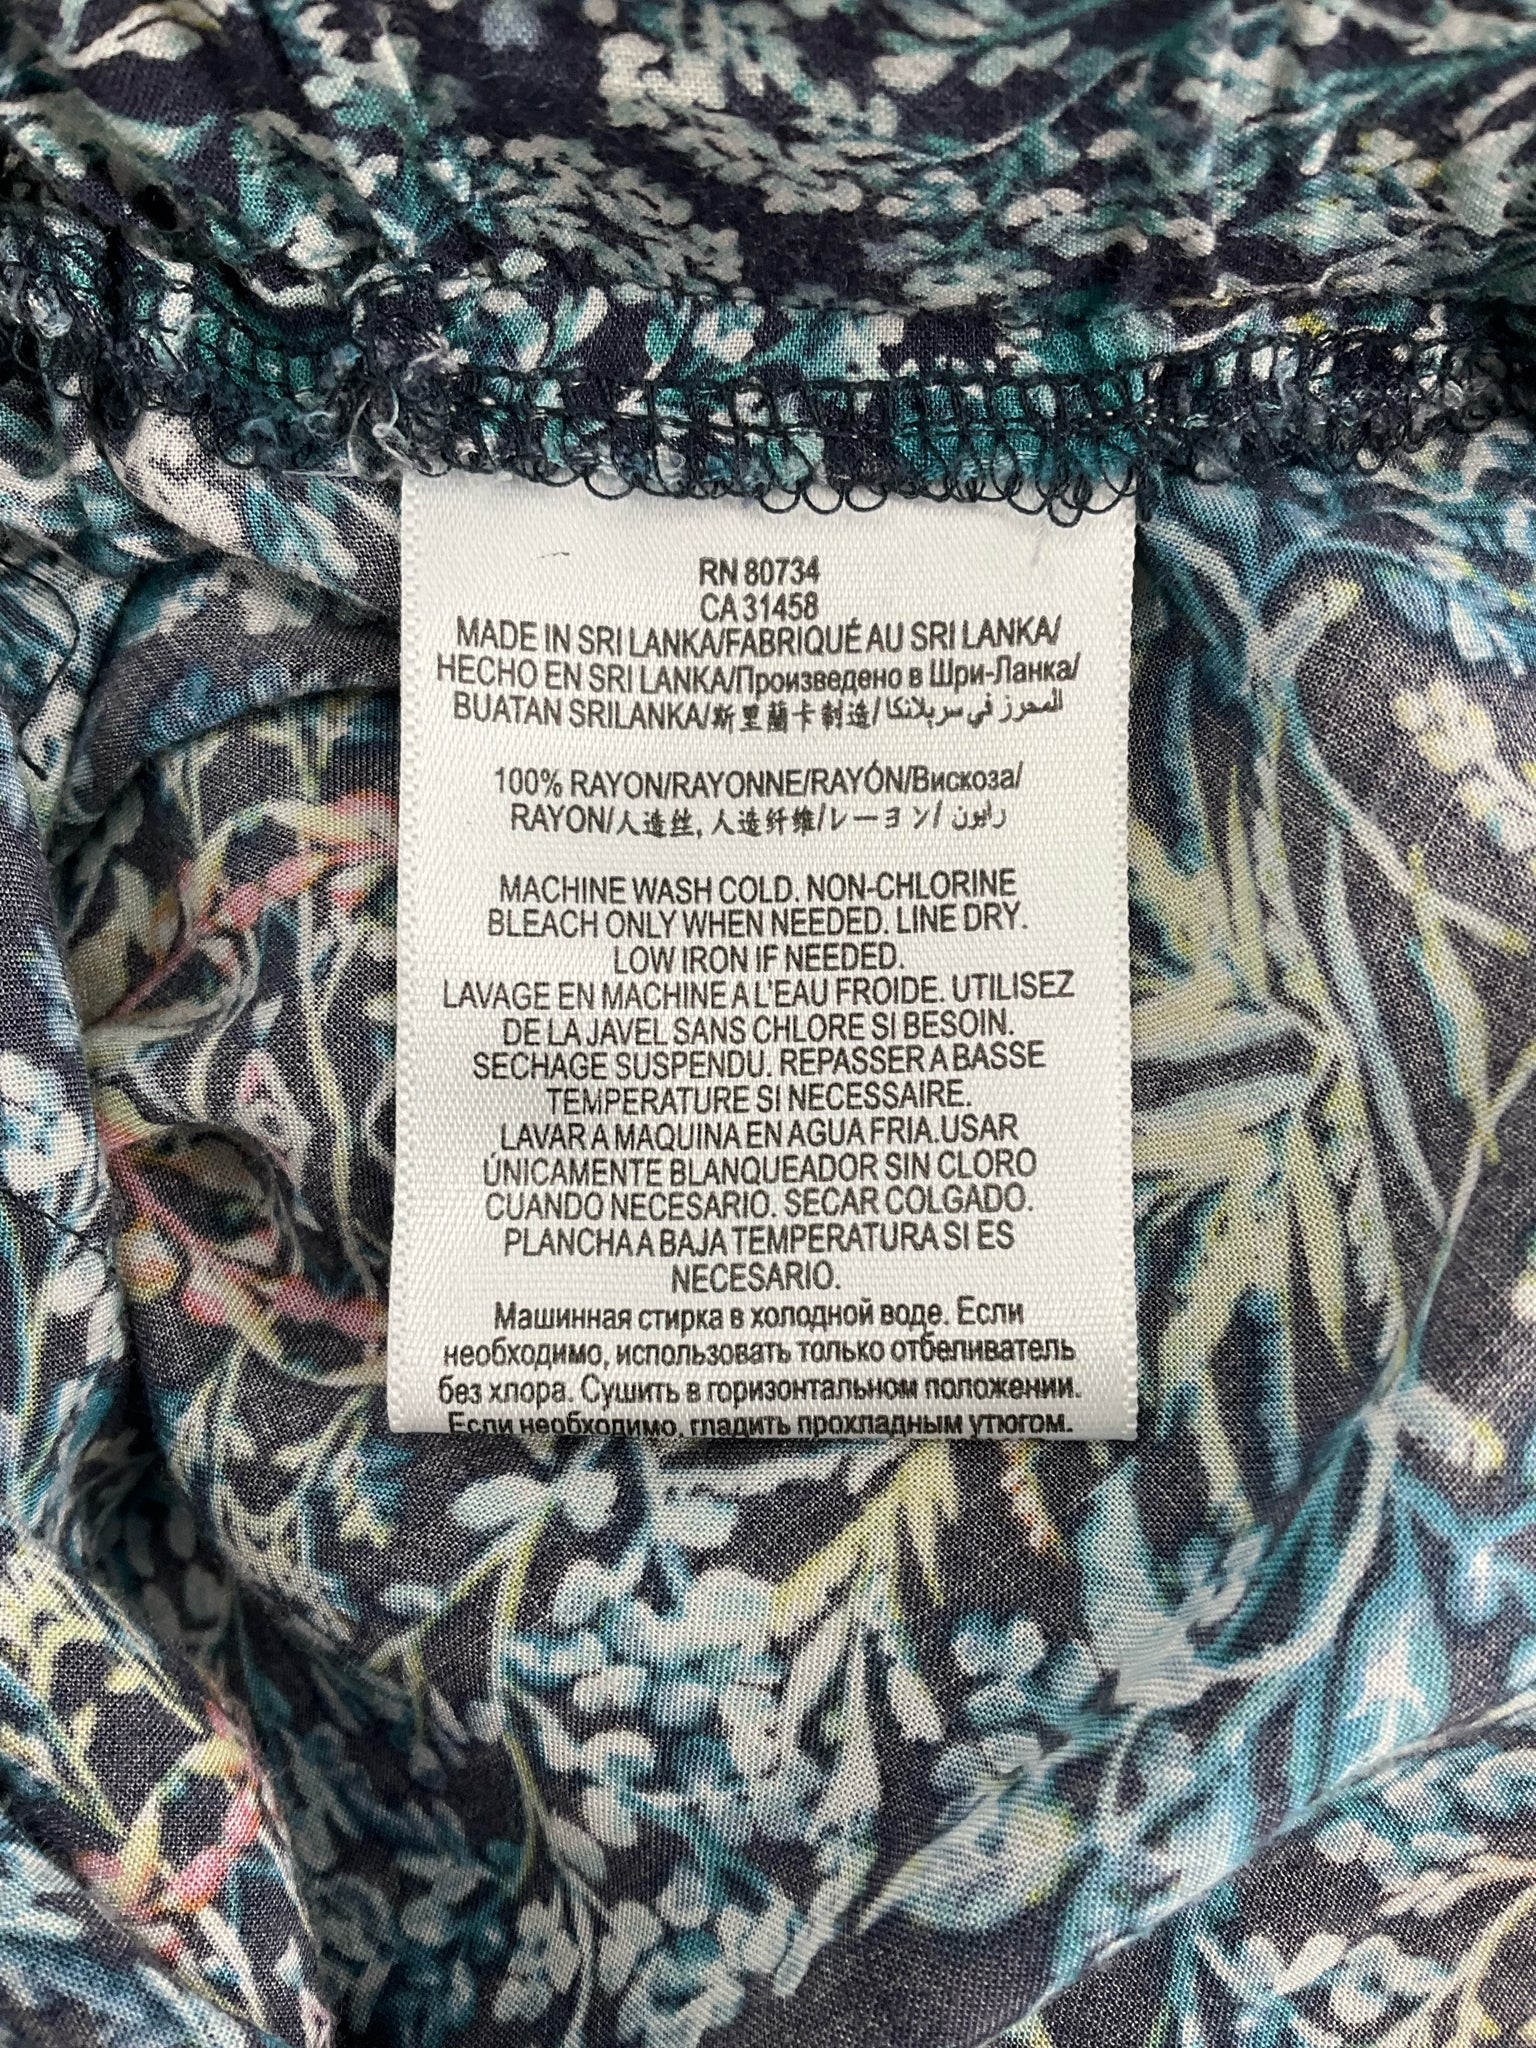 RN 80734
CA 31458
MADE IN SRI LANKA/FABRIQUÉ AU SRI LANKA/
HECHO EN SRI LANKA/Произведено в Шри-Ланка/
BUATAN SRILANKA/斯里蘭卡制造/المحرز في سريلانكا
100% RAYON/RAYONNE/RAYÓN/Вискоза/
RAYON/人造丝, 人造纤维/レーヨン/ رايون
MACHINE WASH COLD. NON-CHLORINE
BLEACH ONLY WHEN NEEDED. LINE DRY.
LOW IRON IF NEEDED.
LAVAGE EN MACHINE A L'EAU FROIDE. UTILISEZ
DE LA JAVEL SANS CHLORE SI BESOIN.
SECHAGE SUSPENDU. REPASSER A BASSE
TEMPERATURE SI NECESSAIRE.
LAVAR A MAQUINA EN AGUA FRIA.USAR
ÚNICAMENTE BLANQUEADOR SIN CLORO
CUANDO NECESARIO. SECAR COLGADO.
PLANCHA A BAJA TEMPERATURA SI ES
NECESARIO.
Машинная стирка в холодной воде. Если
необходимо, использовать только отбеливатель
без хлора. Сушить в горизонтальном положении.
Если необходимо, гладить прохладным утюгом.